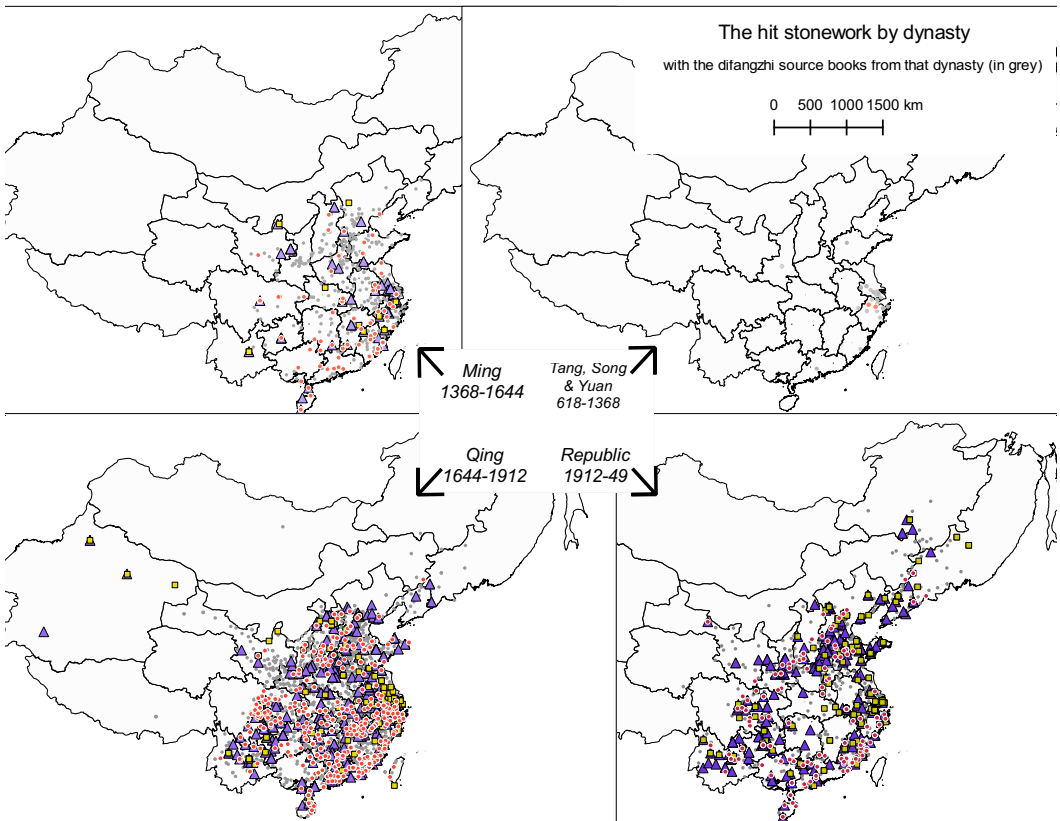 The hit stonework by dynasty
with the difangzhi source books from that dynasty (in grey)
0 500 1000 1500 km
Ming
1368-1644
Tang, Song
& Yuan
618-1368
Qing
1644-1912
Republic
1912-49